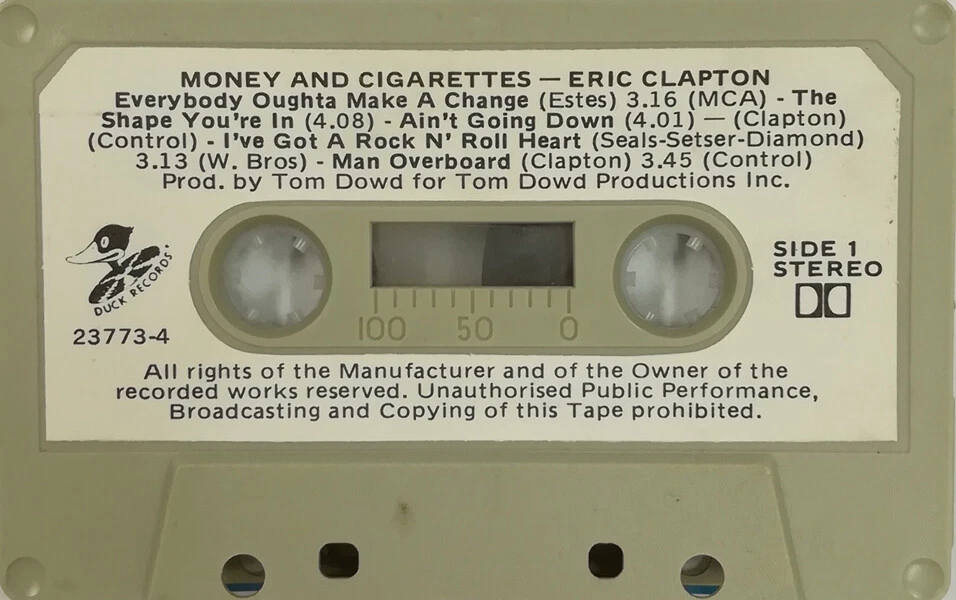 MONEY AND CIGARETTES — ERIC CLAPTON
Everybody Oughta Make A Change (Estes) 3.16 (MCA) - The
Shape You're In (4.08) - Ain't Going Down (4.01) — (Clapton)
(Control) - I've Got A Rock N' Roll Heart (Seals-Setser-Diamond)
3.13 (W. Bros) - Man Overboard (Clapton) 3.45 (Control)
Prod. by Tom Dowd for Tom Dowd Productions Inc.
DUCK RECORDS
23773-4
100 50 0
SIDE 1
STEREO
All rights of the Manufacturer and of the Owner of the
recorded works reserved. Unauthorised Public Performance,
Broadcasting and Copying of this Tape prohibited.